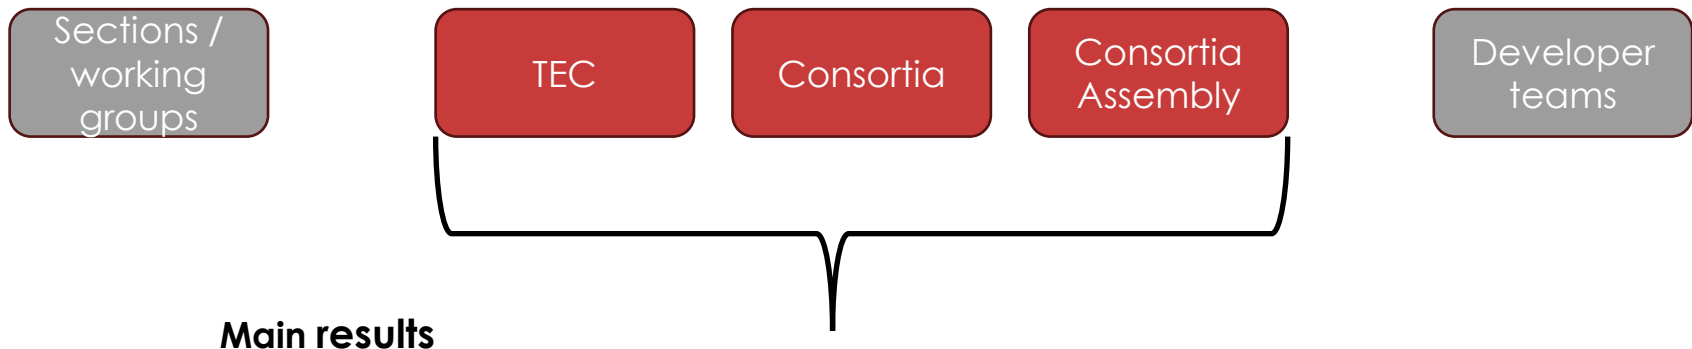 Sections /
working
groups
TEC
Consortia
Consortia
Assembly
Developer
teams
Main results